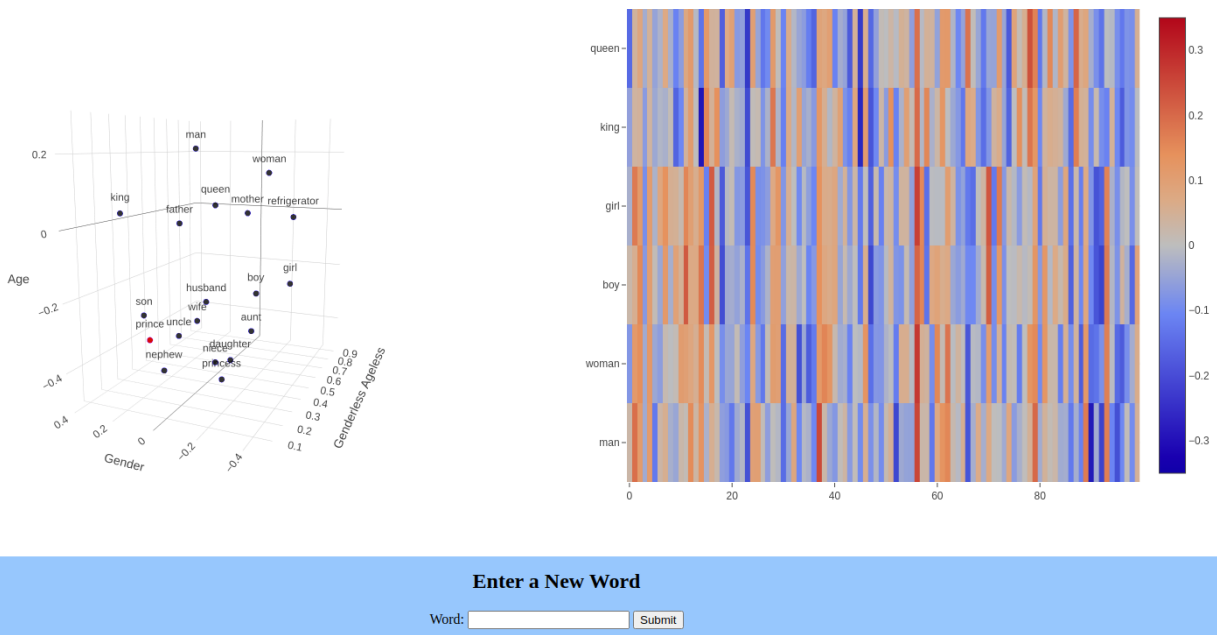 man
woman
0.2
queen
king
mother
refrigerator
father
0
Age
girl
boy
−0.2
husband
son
wife
prince
uncle
aunt
daughter
niece
nephew
princess
−0.4
0.9
0.8
0.7
0.6
0.5
0.4
0.3
0.2
0.1
Genderless Ageless
0.4
0.2
0
−0.2
−0.4
Gender
queen
king
girl
boy
woman
man
0
20
40
60
80
0.3
0.2
0.1
0
−0.1
−0.2
−0.3
Enter a New Word
Word:
Submit